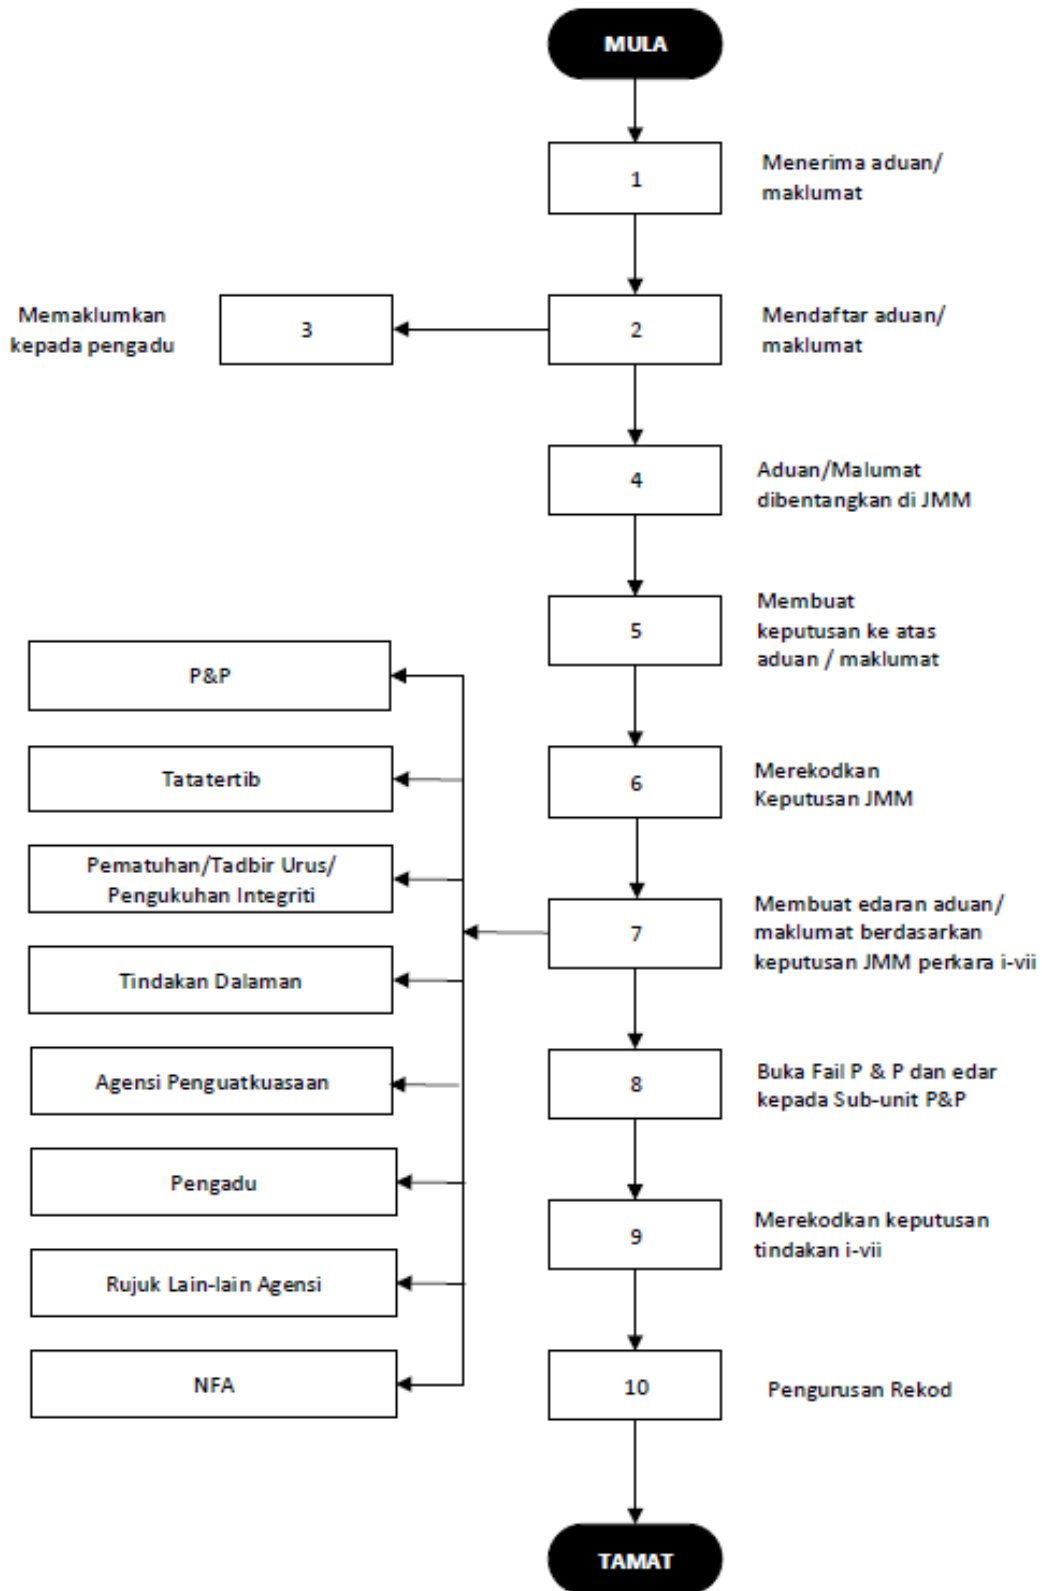 MULA
1
Menerima aduan/
maklumat
Memaklumkan
kepada pengadu
3
2
Mendaftar aduan/
maklumat
4
Aduan/Malumat
dibentangkan di JMM
5
Membuat
keputusan ke atas
aduan / maklumat
P&P
Tatatertib
Pematuhan/Tadbir Urus/
Pengukuhan Integriti
Tindakan Dalaman
Agensi Penguatkuasaan
Pengadu
Rujuk Lain-lain Agensi
NFA
6
Merekodkan
Keputusan JMM
7
Membuat edaran aduan/
maklumat berdasarkan
keputusan JMM perkara i-vii
8
Buka Fail P & P dan edar
kepada Sub-unit P&P
9
Merekodkan keputusan
tindakan i-vii
10
Pengurusan Rekod
TAMAT